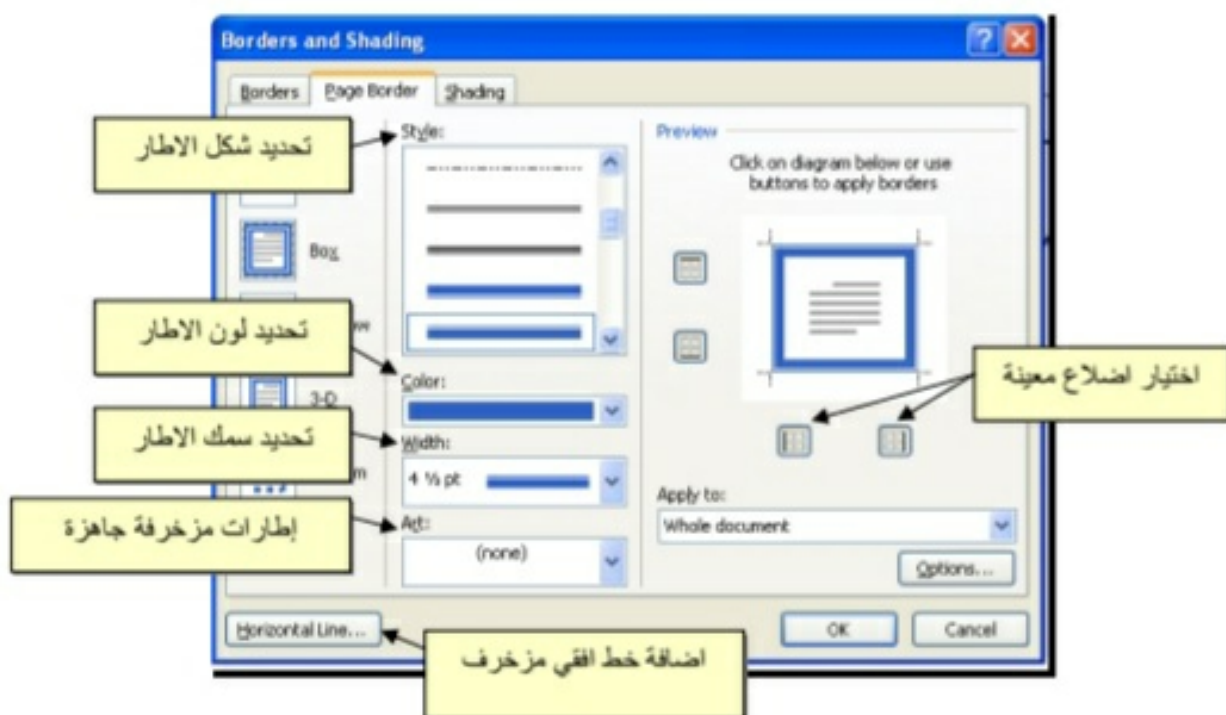 Borders and Shading
Borders
Page Border
Shading
تحديد شكل الاطار
Style:
Preview
Click on diagram below or use
buttons to apply borders
Box
تحديد لون الاطار
Color:
3-D
اختيار اضلاع معينة
تحديد سمك الاطار
Width:
4 ½ pt
Apply to:
Whole document
إطارات مزخرفة جاهزة
Art:
(none)
Options...
Horizontal Line...
OK
Cancel
اضافة خط افقي مزخرف